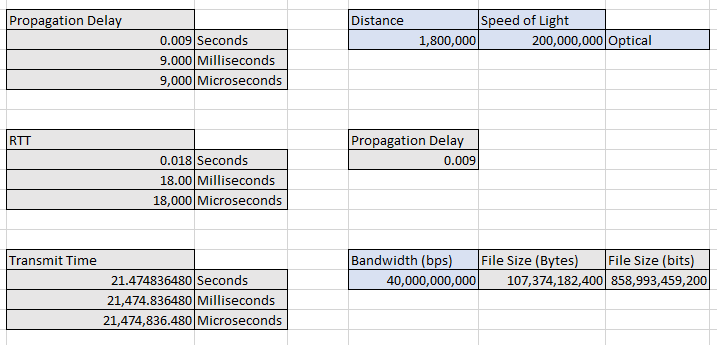 Propagation Delay Distance Speed of Light
0.009 Seconds 1,800,000 200,000,000 Optical
9.000 Milliseconds
9,000 Microseconds
RTT Propagation Delay
0.018 Seconds 0.009
18.00 Milliseconds
18,000 Microseconds
Transmit Time Bandwidth (bps) File Size (Bytes) File Size (bits)
21.474836480 Seconds 40,000,000,000 107,374,182,400 858,993,459,200
21,474.836480 Milliseconds
21,474,836.480 Microseconds